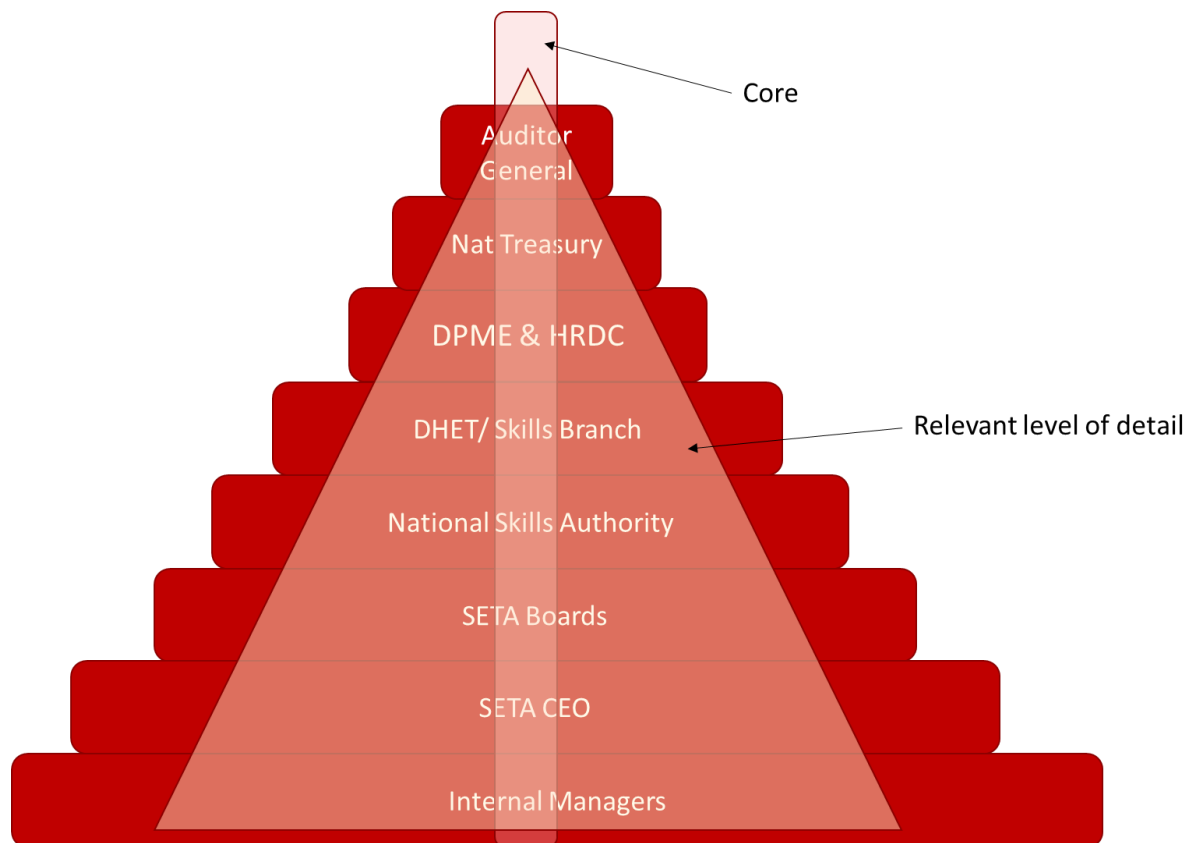 Core
Auditor
General
Nat Treasury
DPME & HRDC
DHET/ Skills Branch
Relevant level of detail
National Skills Authority
SETA Boards
SETA CEO
Internal Managers